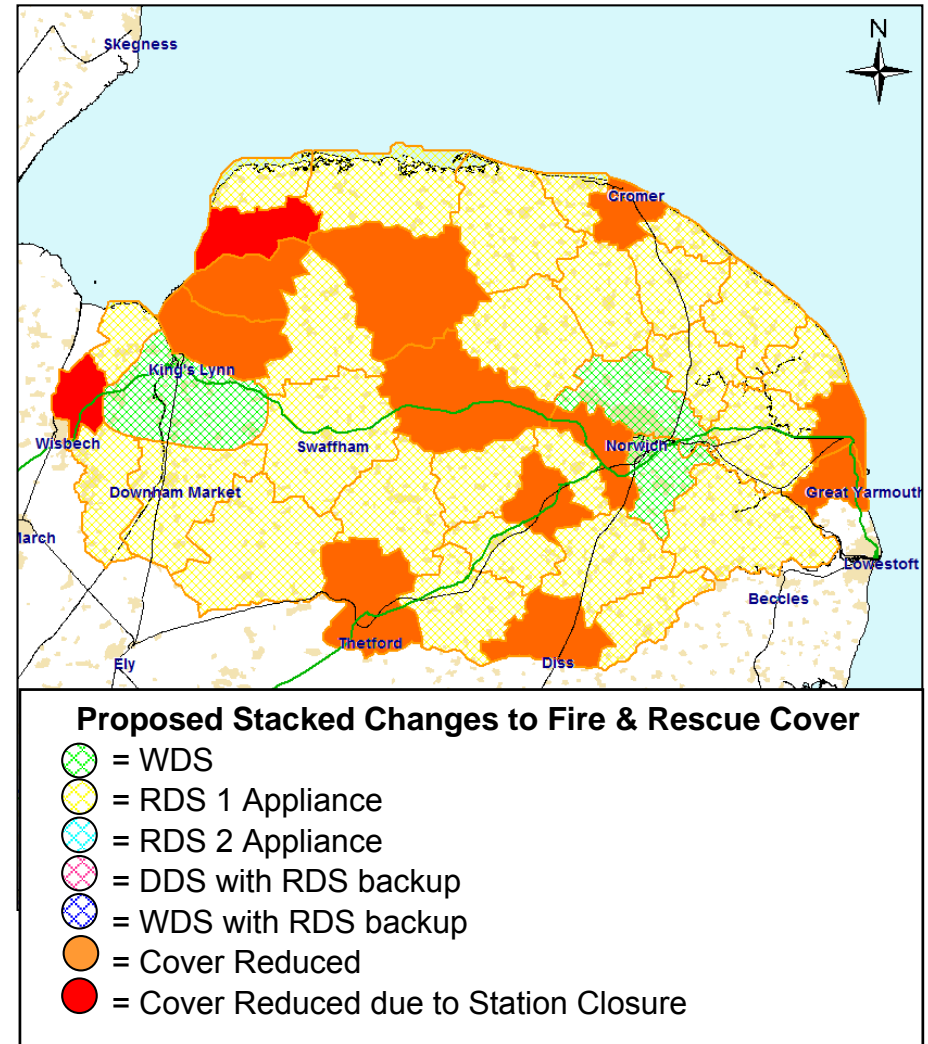 Skegness
N
Cromer
King's Lynn
Wisbech
Swaffham
Norwich
Downham Market
Great Yarmouth
March
Lowestoft
Beccles
Thetford
Ely
Diss
Proposed Stacked Changes to Fire & Rescue Cover
= WDS
= RDS 1 Appliance
= RDS 2 Appliance
= DDS with RDS backup
= WDS with RDS backup
= Cover Reduced
= Cover Reduced due to Station Closure